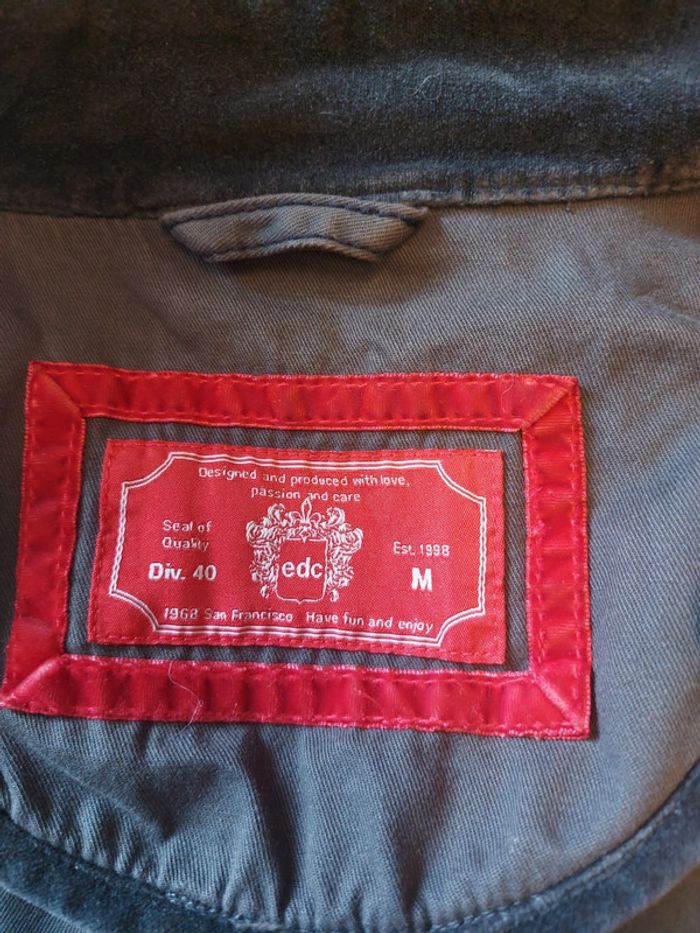 Designed and produced with love,
passion and care
Seal of
Quality
Div. 40
edc
Est. 1998
M
1968 San Francisco Have fun and enjoy